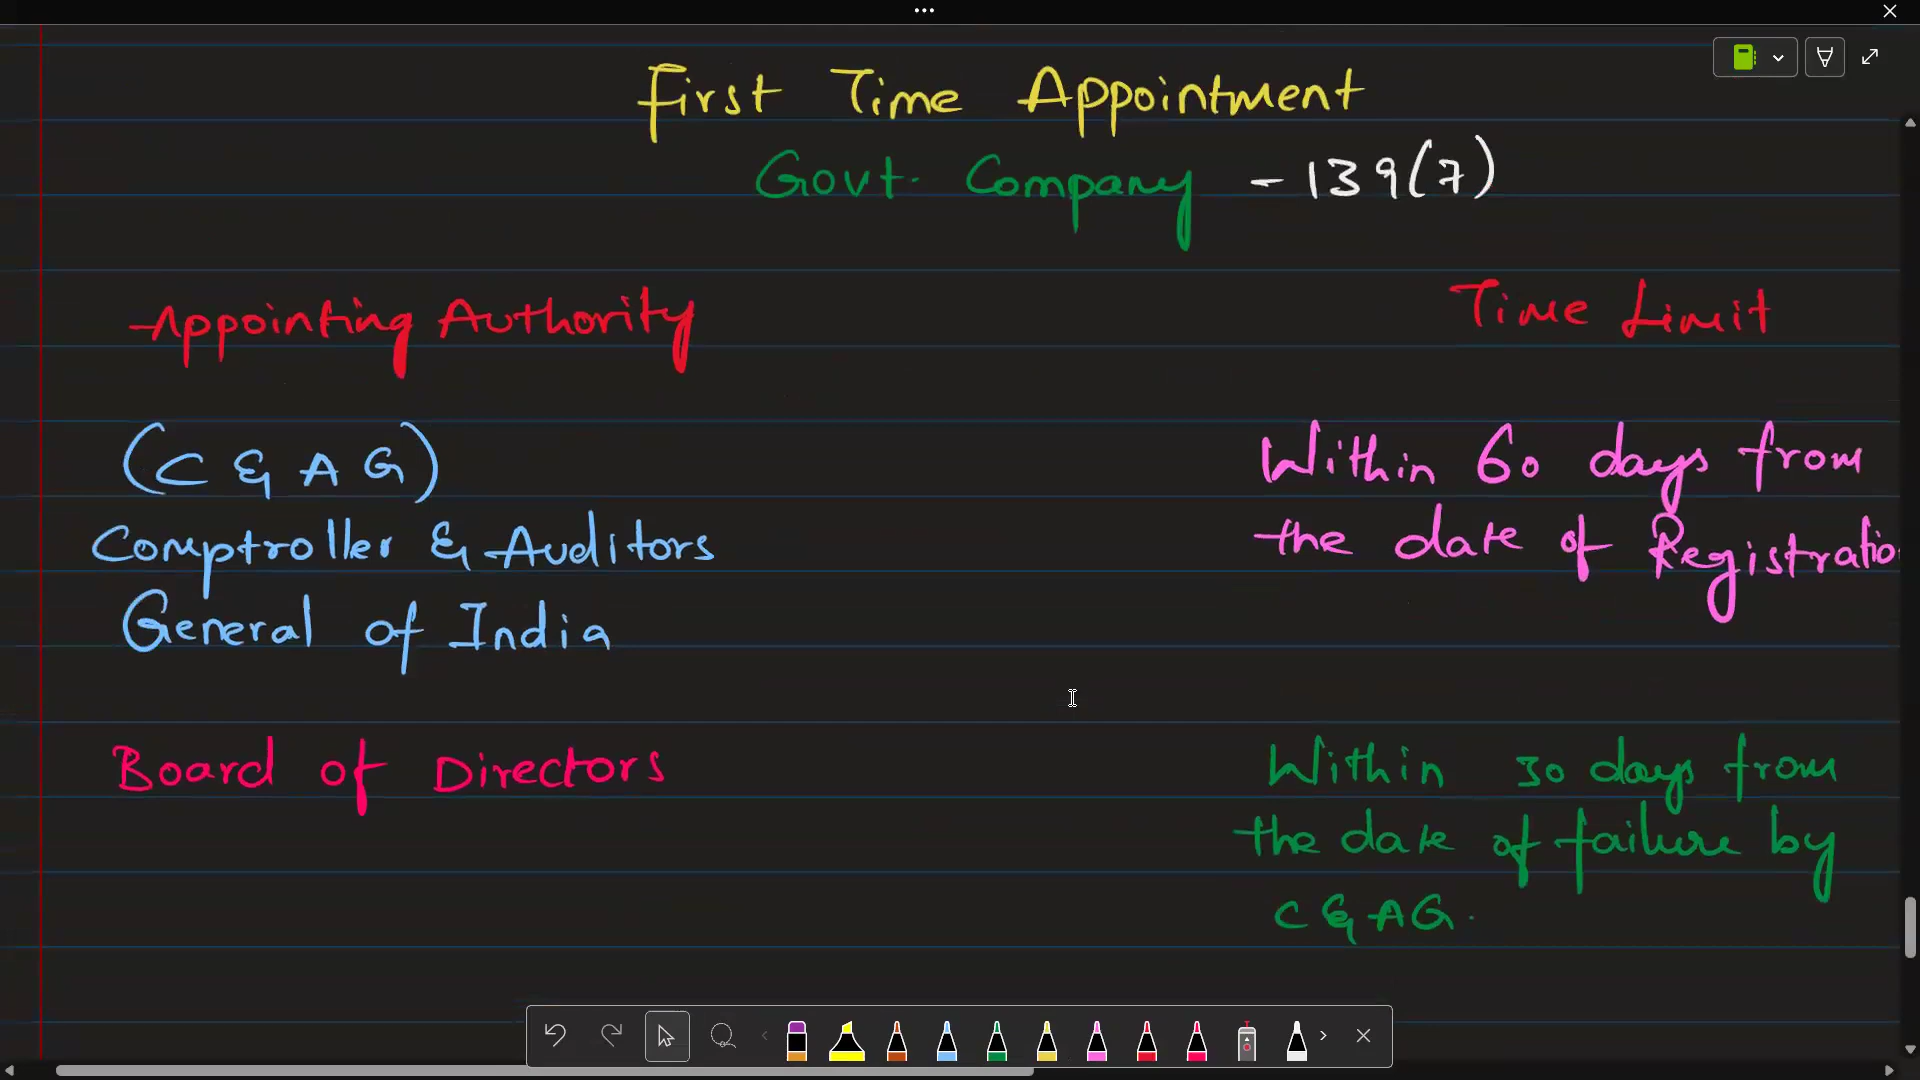 First Time Appointment
Govt. Company - 139(7)
Appointing Authority
Time Limit
(C & A G)
Comptroller & Auditors
General of India
Within 60 days from
the date of Registratio
Board of Directors
Within 30 days from
the date of failure by
C & AG.